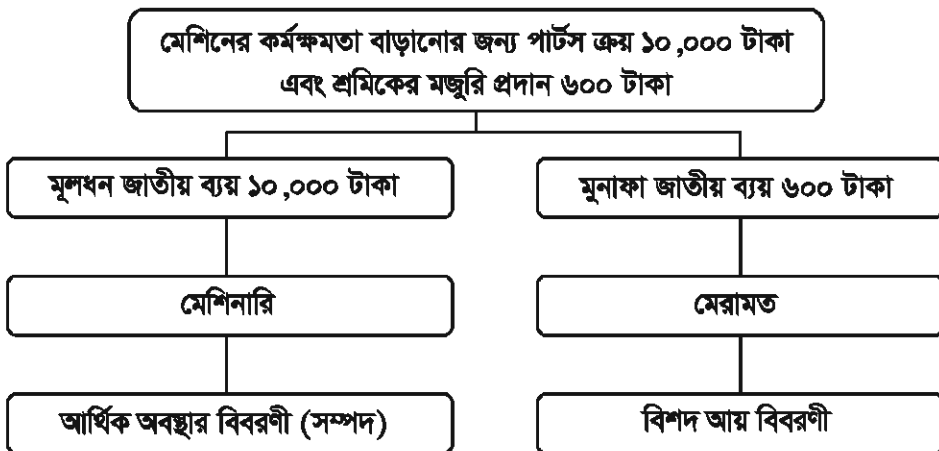 মেশিনের কর্মক্ষমতা বাড়ানোর জন্য পার্টস ক্রয় ১০,০০০ টাকা
এবং শ্রমিকের মজুরি প্রদান ৬০০ টাকা
মূলধন জাতীয় ব্যয় ১০,০০০ টাকা
মুনাফা জাতীয় ব্যয় ৬০০ টাকা
মেশিনারি
মেরামত
আর্থিক অবস্থার বিবরণী (সম্পদ)
বিশদ আয় বিবরণী